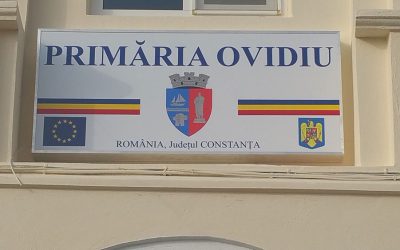 PRIMĂRIA OVIDIU
ROMÂNIA, Județul CONSTANȚA